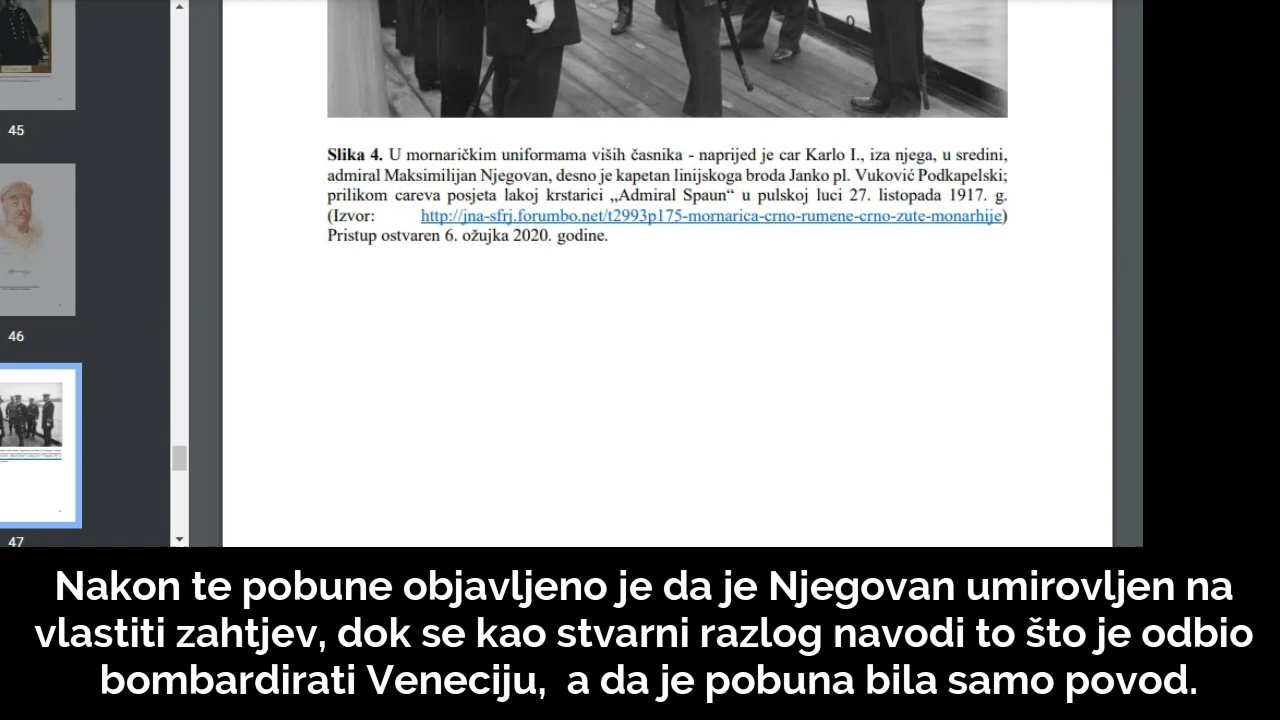 45
46
47
Slika 4. U mornaričkim uniformama viših časnika - naprijed je car Karlo I., iza njega, u sredini,
admiral Maksimilijan Njegovan, desno je kapetan linijskoga broda Janko pl. Vuković Podkapelski;
prilikom careva posjeta lakoj krstarici „Admiral Spaun“ u pulskoj luci 27. listopada 1917. g.
(Izvor: http://jna-sfrj.forumbo.net/t2993p175-mornarica-crno-rumene-crno-zute-monarhije)
Pristup ostvaren 6. ožujka 2020. godine.
Nakon te pobune objavljeno je da je Njegovan umirovljen na
vlastiti zahtjev, dok se kao stvarni razlog navodi to što je odbio
bombardirati Veneciju,  a da je pobuna bila samo povod.